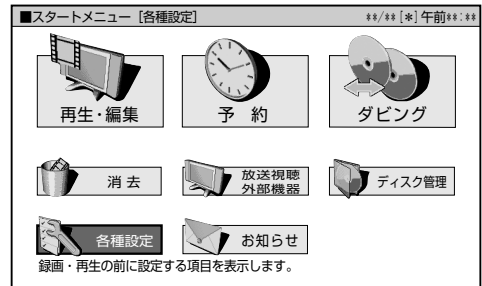 ■スタートメニュー［各種設定］
**/**［*］午前**:**
再生・編集
予 約
ダビング
消 去
放送視聴
外部機器
ディスク管理
各種設定
お知らせ
録画・再生の前に設定する項目を表示します。